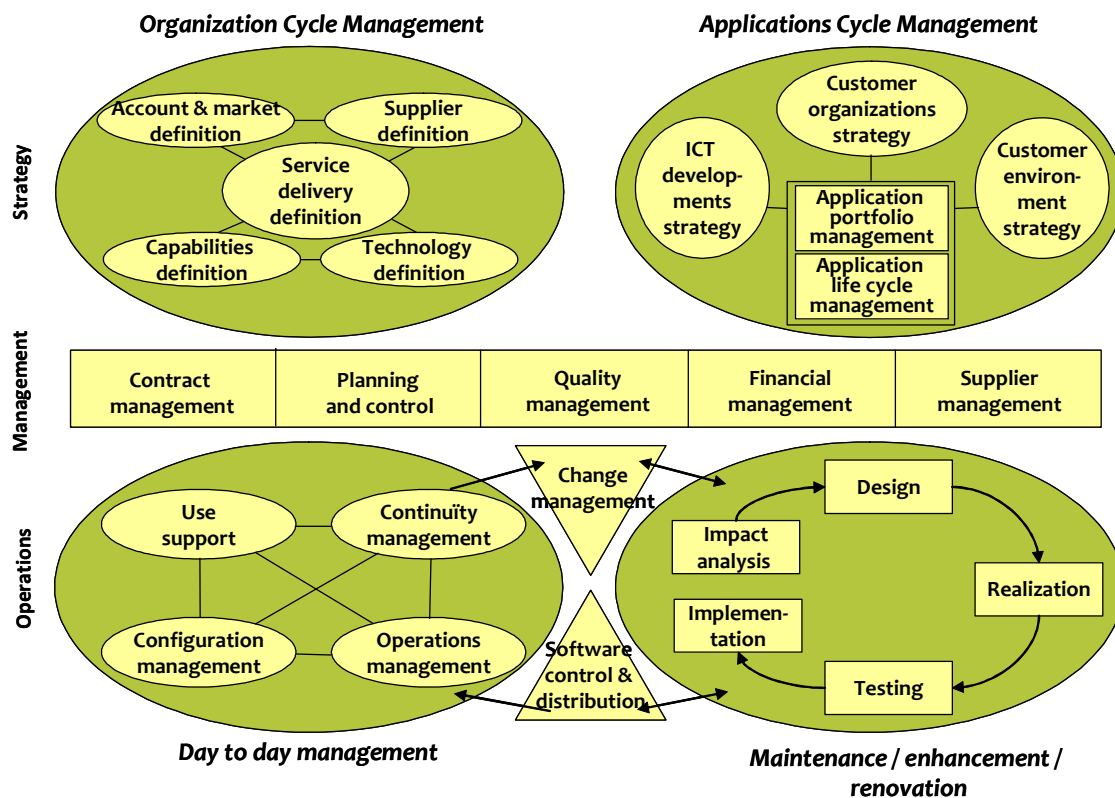 Organization Cycle Management
Applications Cycle Management
Strategy
Account & market
definition
Supplier
definition
Service
delivery
definition
Capabilities
definition
Technology
definition
Customer
organizations
strategy
ICT
develop-
ments
strategy
Customer
environ-
ment
strategy
Application
portfolio
management
Application
life cycle
management
Management
Contract
management
Planning
and control
Quality
management
Financial
management
Supplier
management
Operations
Use
support
Continuïty
management
Configuration
management
Operations
management
Change
management
Software
control &
distribution
Design
Impact
analysis
Realization
Implemen-
tation
Testing
Day to day management
Maintenance / enhancement /
renovation